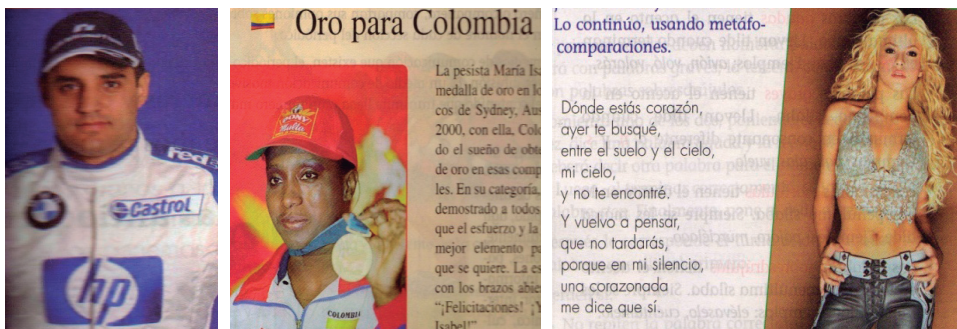 Fed
Castrol
hp
Oro para Colombia
La pesista María Isa
medalla de oro en lo
cos de Sydney, Aus
2000, con ella, Colo
do el sueño de obte
de oro en esas comp
les. En su categoría,
demostrado a todos
que el esfuerzo y la
mejor elemento pa
que se quiere. La es
con los brazos abie
"¡Felicitaciones! ¡Y
Isabel!"
PONY
Malta
COLOMBIA
Lo continúo, usando metáfo-
comparaciones.
Dónde estás corazón,
ayer te busqué,
entre el suelo y el cielo,
mi cielo,
y no te encontré.
Y vuelvo a pensar,
que no tardarás,
porque en mi silencio,
una corazonada
me dice que sí.